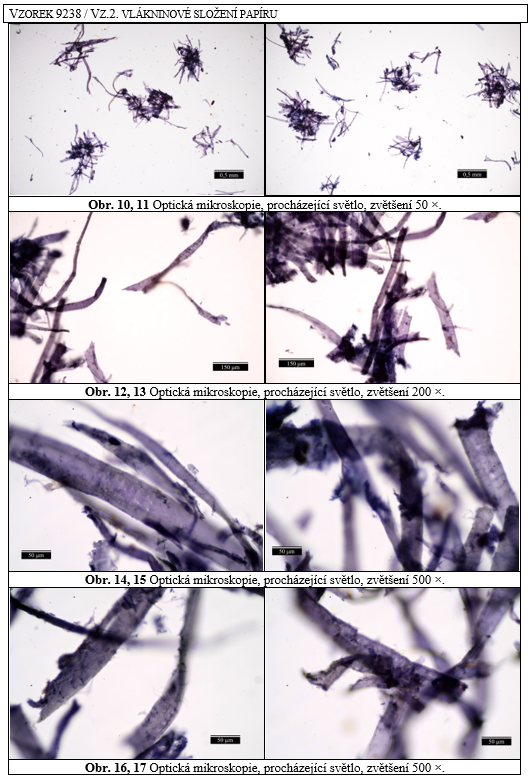 VZOREK 9238 / VZ.2. VLÁKNINOVÉ SLOŽENÍ PAPÍRU
0,5 mm
0,5 mm
Obr. 10, 11 Optická mikroskopie, procházející světlo, zvětšení 50 ×.
150 µm
150 µm
Obr. 12, 13 Optická mikroskopie, procházející světlo, zvětšení 200 ×.
50 µm
50 µm
Obr. 14, 15 Optická mikroskopie, procházející světlo, zvětšení 500 ×.
50 µm
50 µm
Obr. 16, 17 Optická mikroskopie, procházející světlo, zvětšení 500 ×.